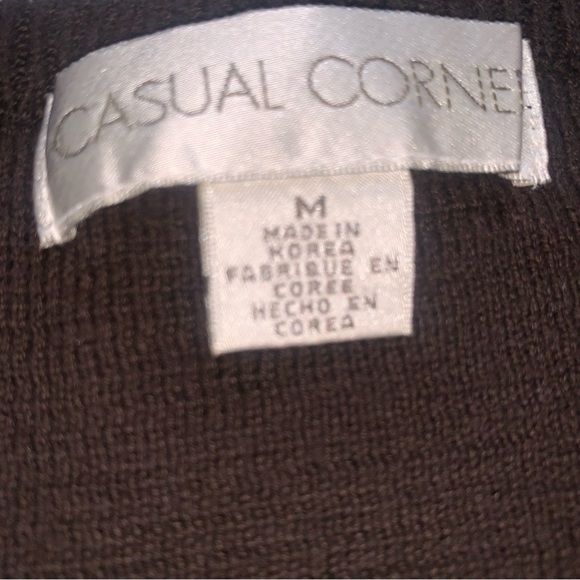 CASUAL CORNE
M
MADE IN
KOREA
FABRIQUE EN
COREE
HECHO EN
COREA